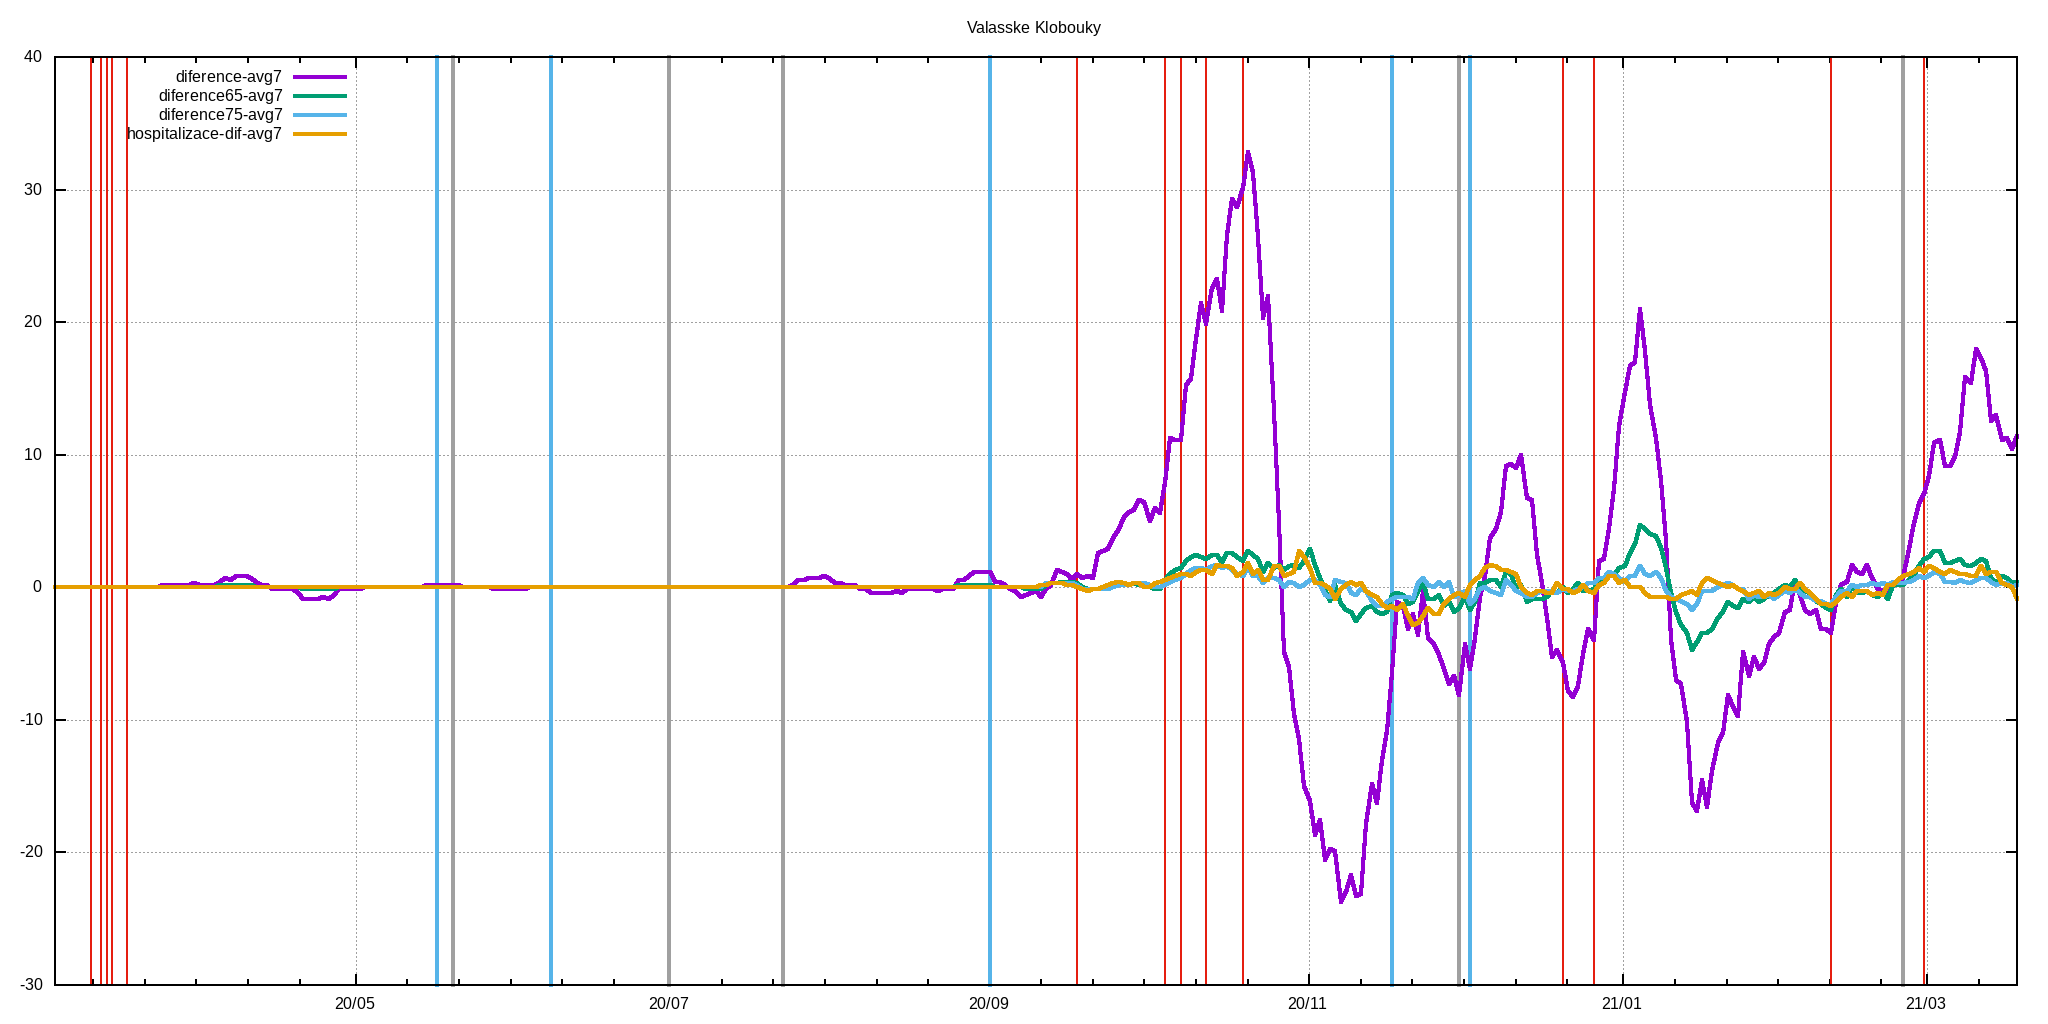 Valasske Klobouky
40
diference-avg7
diference65-avg7
diference75-avg7
hospitalizace-dif-avg7
30
20
10
0
-10
-20
-30
20/05 20/07 20/09 20/11 21/01 21/03